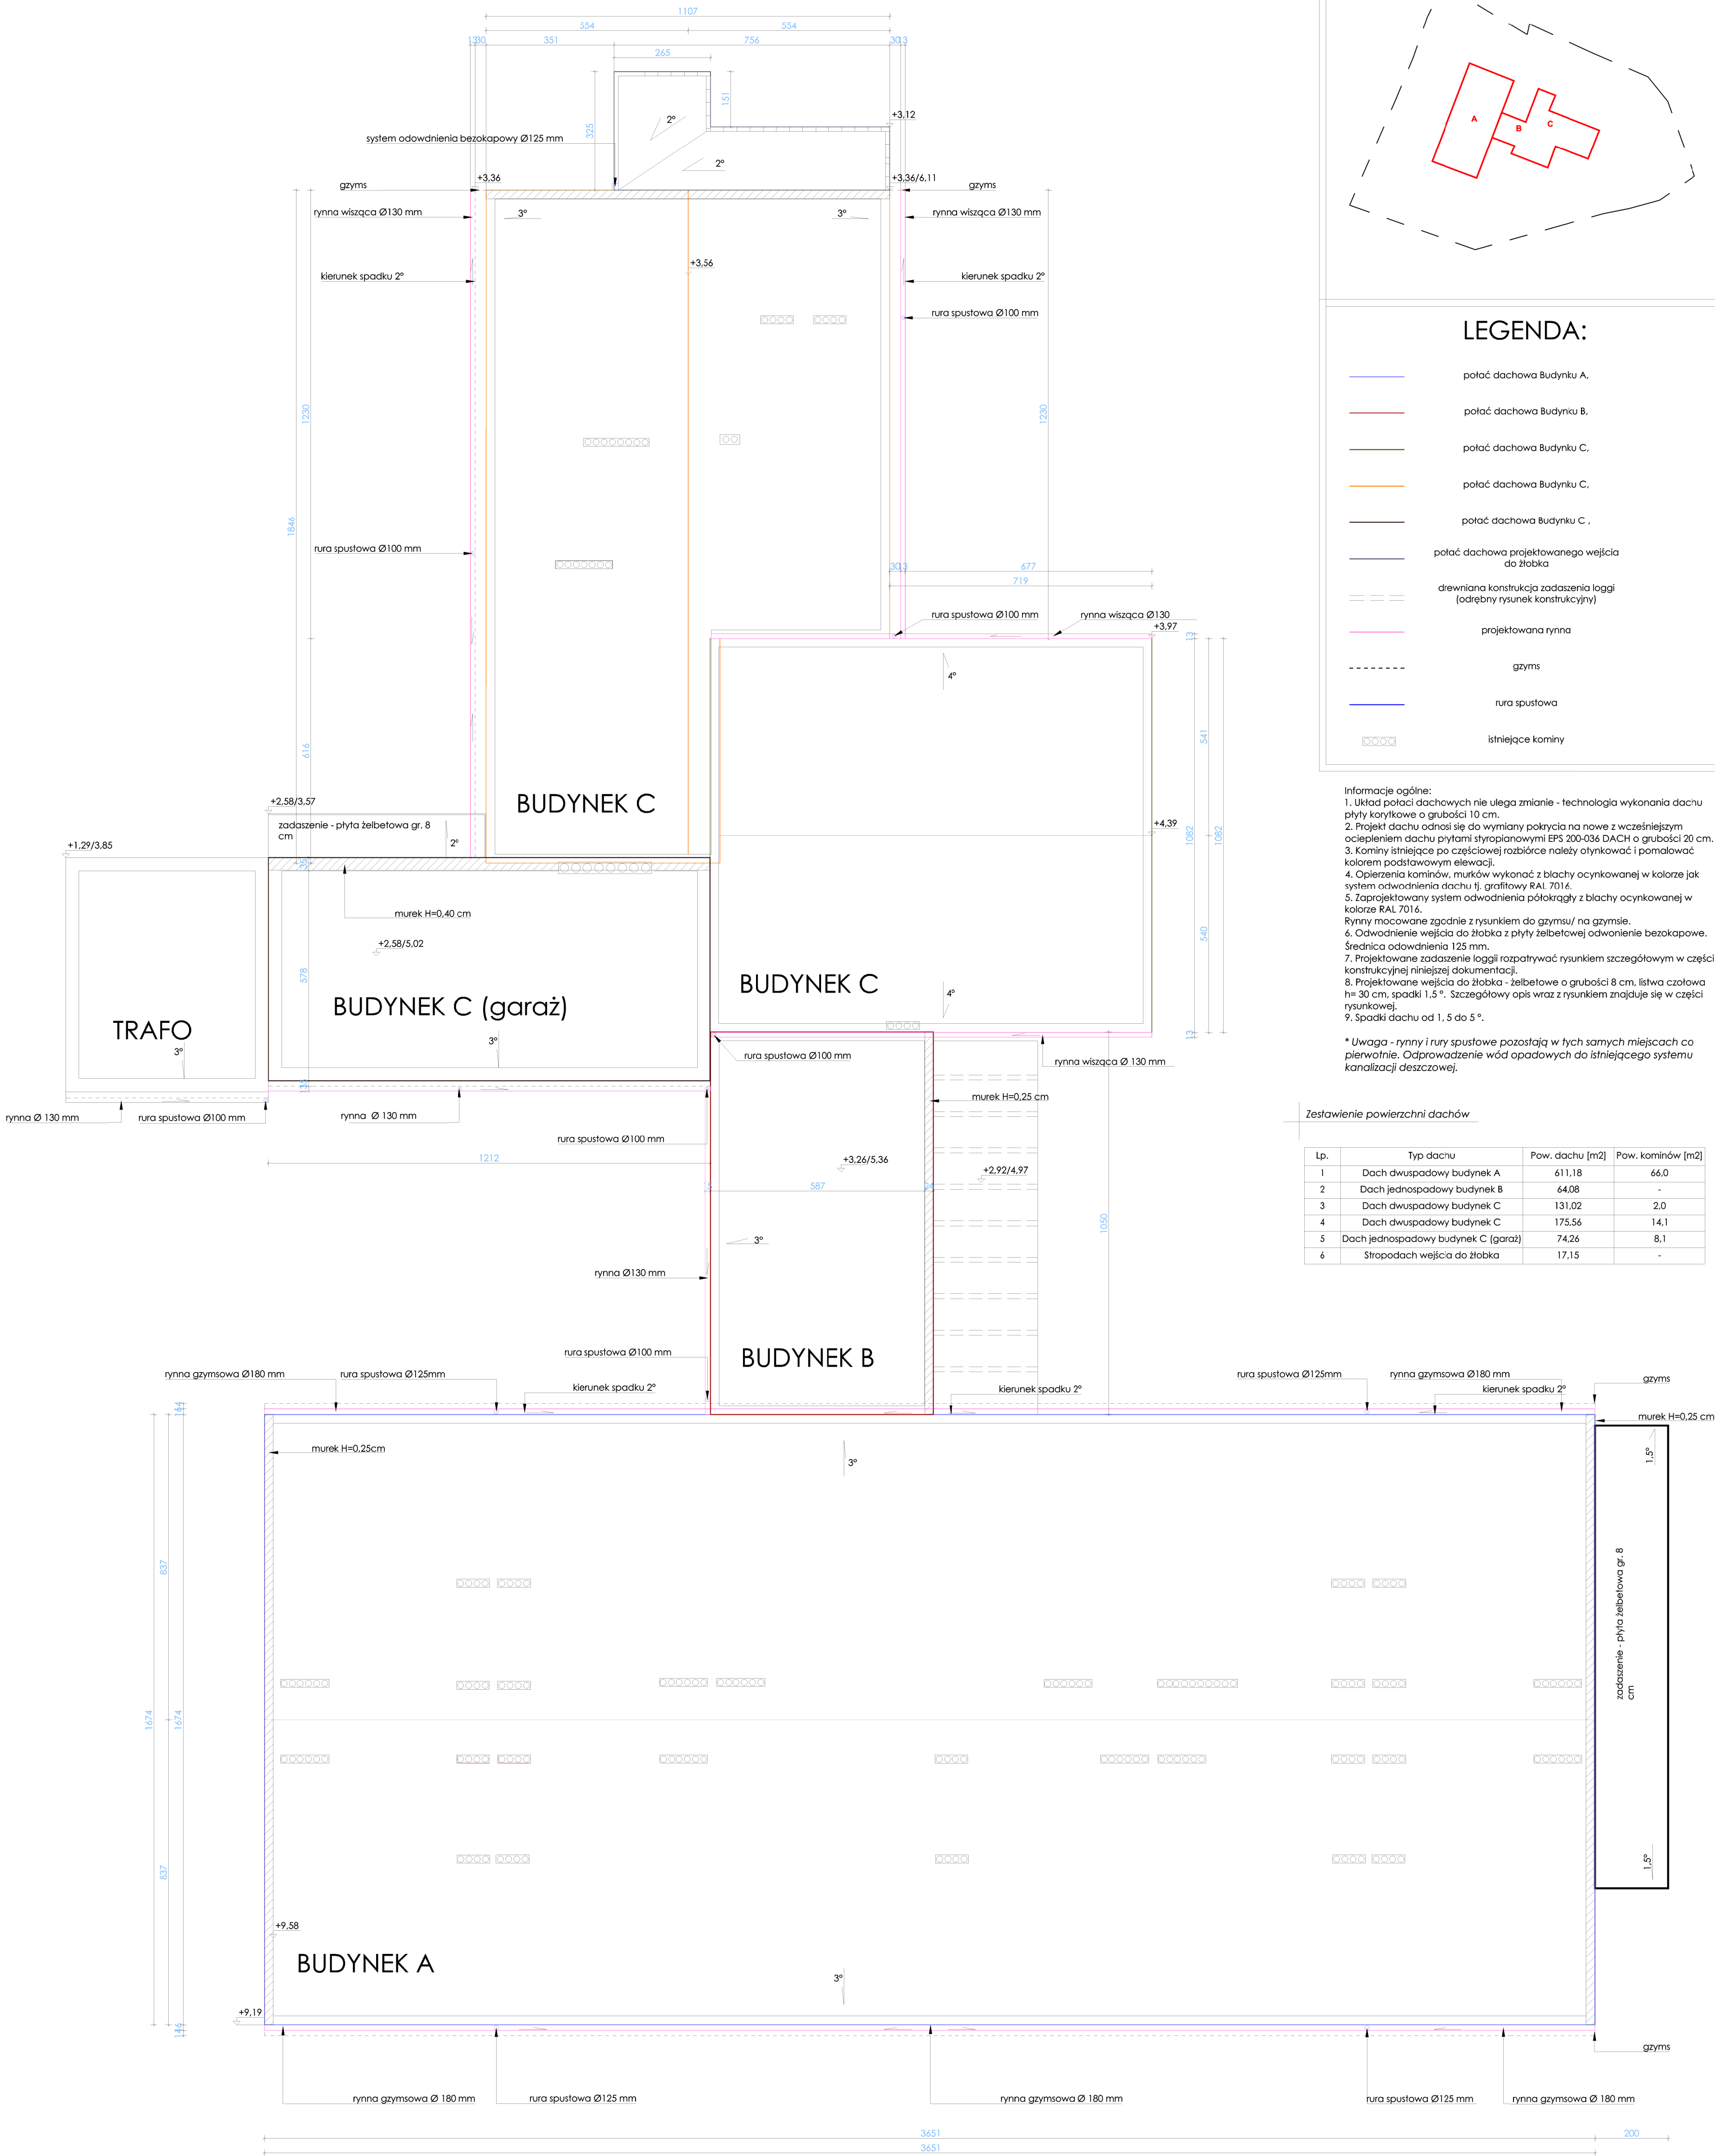 1107
554
554
1330
351
756
3013
265
151
325
+3,12
2°
system odowdnienia bezokapowy Ø125 mm
2°
+3,36
+3,36/6,11
gzyms
gzyms
rynna wisząca Ø130 mm
3°
3°
rynna wisząca Ø130 mm
+3,56
kierunek spadku 2°
kierunek spadku 2°
rura spustowa Ø100 mm
1230
1230
1846
rura spustowa Ø100 mm
3013
677
719
rura spustowa Ø100 mm
rynna wisząca Ø130
+3,97
13
4°
616
541
BUDYNEK C
+2,58/3,57
zadaszenie - płyta żelbetowa gr. 8
cm
2°
+4,39
1082
1082
+1,29/3,85
35
murek H=0,40 cm
+2,58/5,02
540
578
BUDYNEK C
4°
BUDYNEK C (garaż)
TRAFO
3°
3°
13
rura spustowa Ø100 mm
rynna wisząca Ø 130 mm
murek H=0,25 cm
rynna Ø 130 mm
rura spustowa Ø100 mm
rynna Ø 130 mm
rura spustowa Ø100 mm
1212
+3,26/5,36
+2,92/4,97
587
24
1050
3°
rynna Ø130 mm
rura spustowa Ø100 mm
BUDYNEK B
rynna gzymsowa Ø180 mm
rura spustowa Ø125mm
kierunek spadku 2°
kierunek spadku 2°
rura spustowa Ø125mm
rynna gzymsowa Ø180 mm
kierunek spadku 2°
gzyms
murek H=0,25 cm
murek H=0,25cm
3°
1,5°
837
1674
1674
zadaszenie - płyta żelbetowa gr. 8
cm
837
1,5°
+9,58
BUDYNEK A
3°
+9,19
146
gzyms
rynna gzymsowa Ø 180 mm
rura spustowa Ø125 mm
rynna gzymsowa Ø 180 mm
rura spustowa Ø125 mm
rynna gzymsowa Ø 180 mm
3651
200
3651
A
B
C
LEGENDA:
połać dachowa Budynku A,
połać dachowa Budynku B,
połać dachowa Budynku C,
połać dachowa Budynku C,
połać dachowa Budynku C ,
połać dachowa projektowanego wejścia
do żłobka
drewniana konstrukcja zadaszenia loggi
(odrębny rysunek konstrukcyjny)
projektowana rynna
gzyms
rura spustowa
istniejące kominy
Informacje ogólne:
1. Układ połaci dachowych nie ulega zmianie - technologia wykonania dachu
płyty korytkowe o grubości 10 cm.
2. Projekt dachu odnosi się do wymiany pokrycia na nowe z wcześniejszym
ociepleniem dachu płytami styropianowymi EPS 200-036 DACH o grubości 20 cm.
3. Kominy istniejące po częściowej rozbiórce należy otynkować i pomalować
kolorem podstawowym elewacji.
4. Opierzenia kominów, murków wykonać z blachy ocynkowanej w kolorze jak
system odwodnienia dachu tj. grafitowy RAL 7016.
5. Zaprojektowany system odwodnienia półokrągły z blachy ocynkowanej w
kolorze RAL 7016.
Rynny mocowane zgodnie z rysunkiem do gzymsu/ na gzymsie.
6. Odwodnienie wejścia do żłobka z płyty żelbetowej odwonienie bezokapowe.
Średnica odowdnienia 125 mm.
7. Projektowane zadaszenie loggii rozpatrywać rysunkiem szczegółowym w części
konstrukcyjnej niniejszej dokumentacji.
8. Projektowane wejścia do żłobka - żelbetowe o grubości 8 cm, listwa czołowa
h= 30 cm, spadki 1,5 °. Szczegółowy opis wraz z rysunkiem znajduje się w części
rysunkowej.
9. Spadki dachu od 1, 5 do 5 °.
* Uwaga - rynny i rury spustowe pozostają w tych samych miejscach co
pierwotnie. Odprowadzenie wód opadowych do istniejącego systemu
kanalizacji deszczowej.
Zestawienie powierzchni dachów
Lp. Typ dachu Pow. dachu [m2] Pow. kominów [m2]
1 Dach dwuspadowy budynek A 611,18 66,0
2 Dach jednospadowy budynek B 64,08 -
3 Dach dwuspadowy budynek C 131,02 2,0
4 Dach dwuspadowy budynek C 175,56 14,1
5 Dach jednospadowy budynek C (garaż) 74,26 8,1
6 Stropodach wejścia do żłobka 17,15 -